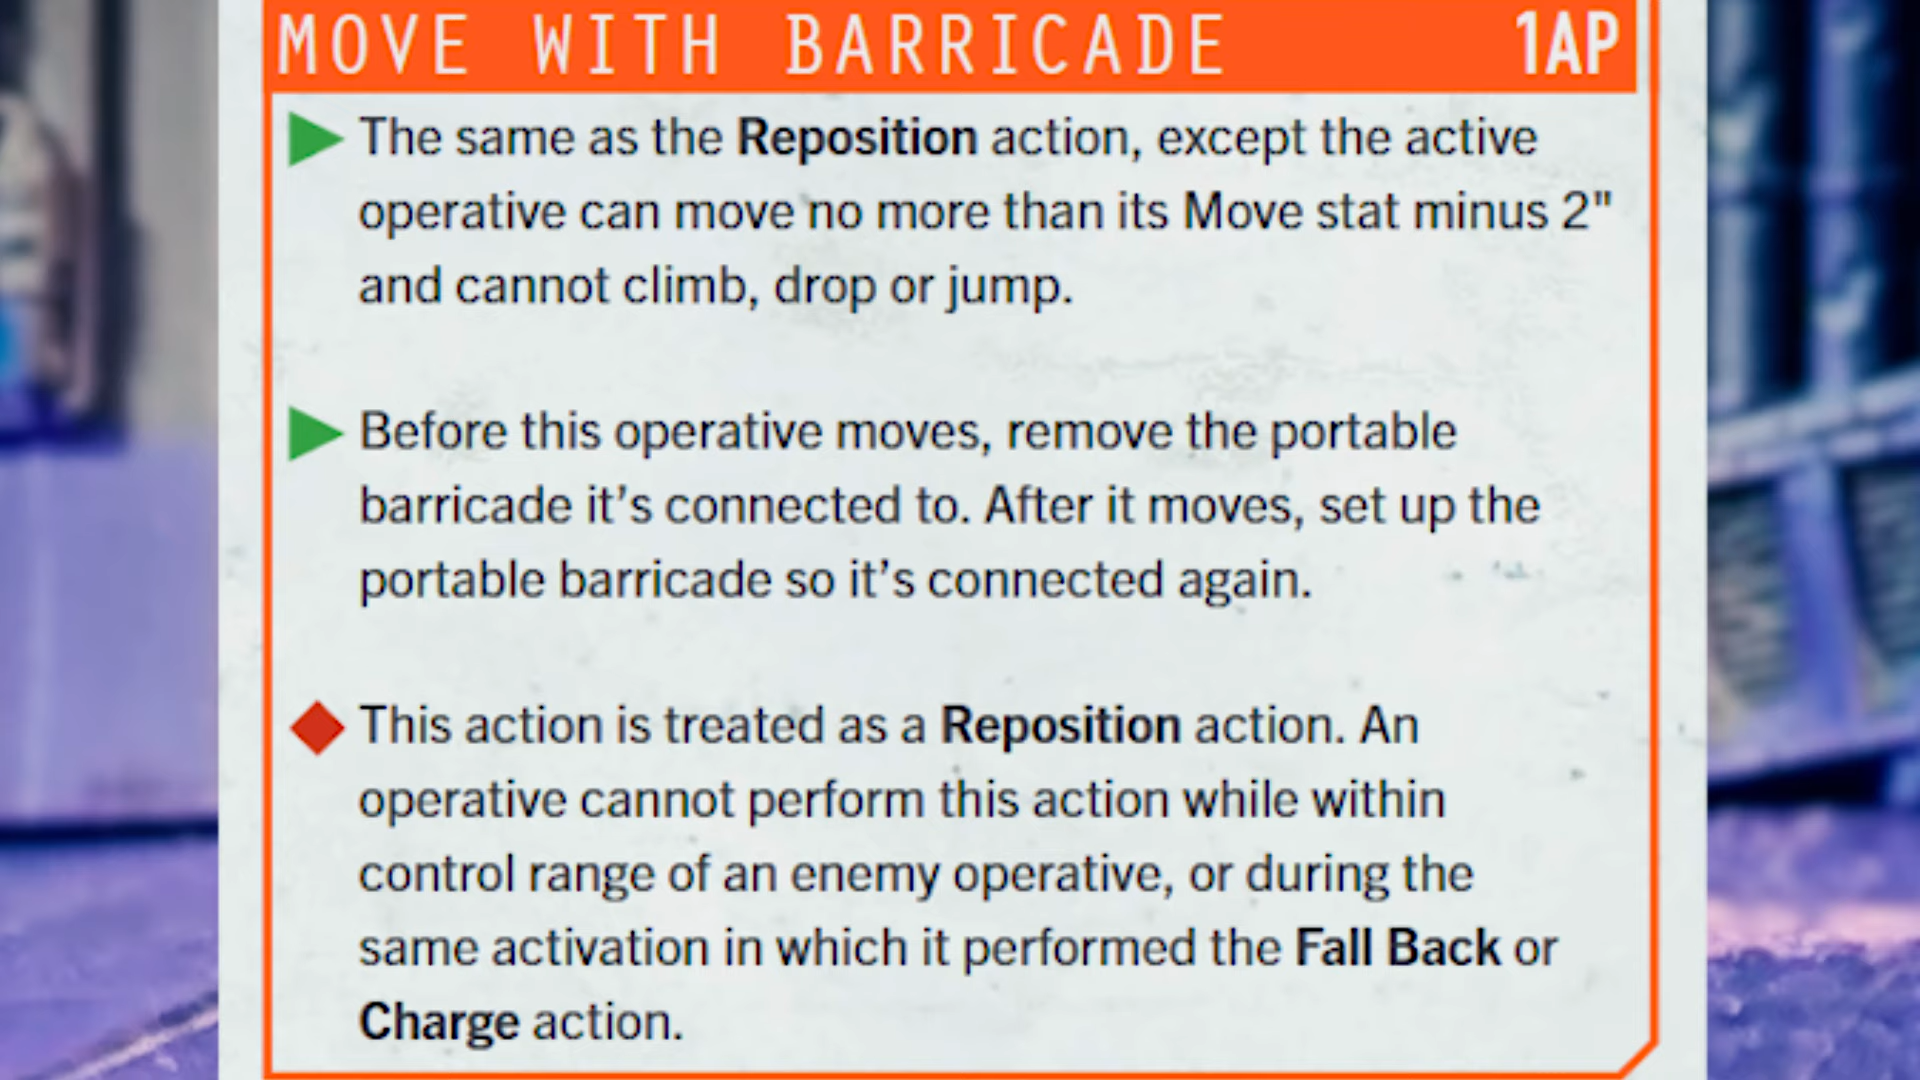 MOVE WITH BARRICADE 1AP
The same as the Reposition action, except the active
operative can move no more than its Move stat minus 2"
and cannot climb, drop or jump.
Before this operative moves, remove the portable
barricade it's connected to. After it moves, set up the
portable barricade so it's connected again.
This action is treated as a Reposition action. An
operative cannot perform this action while within
control range of an enemy operative, or during the
same activation in which it performed the Fall Back or
Charge action.